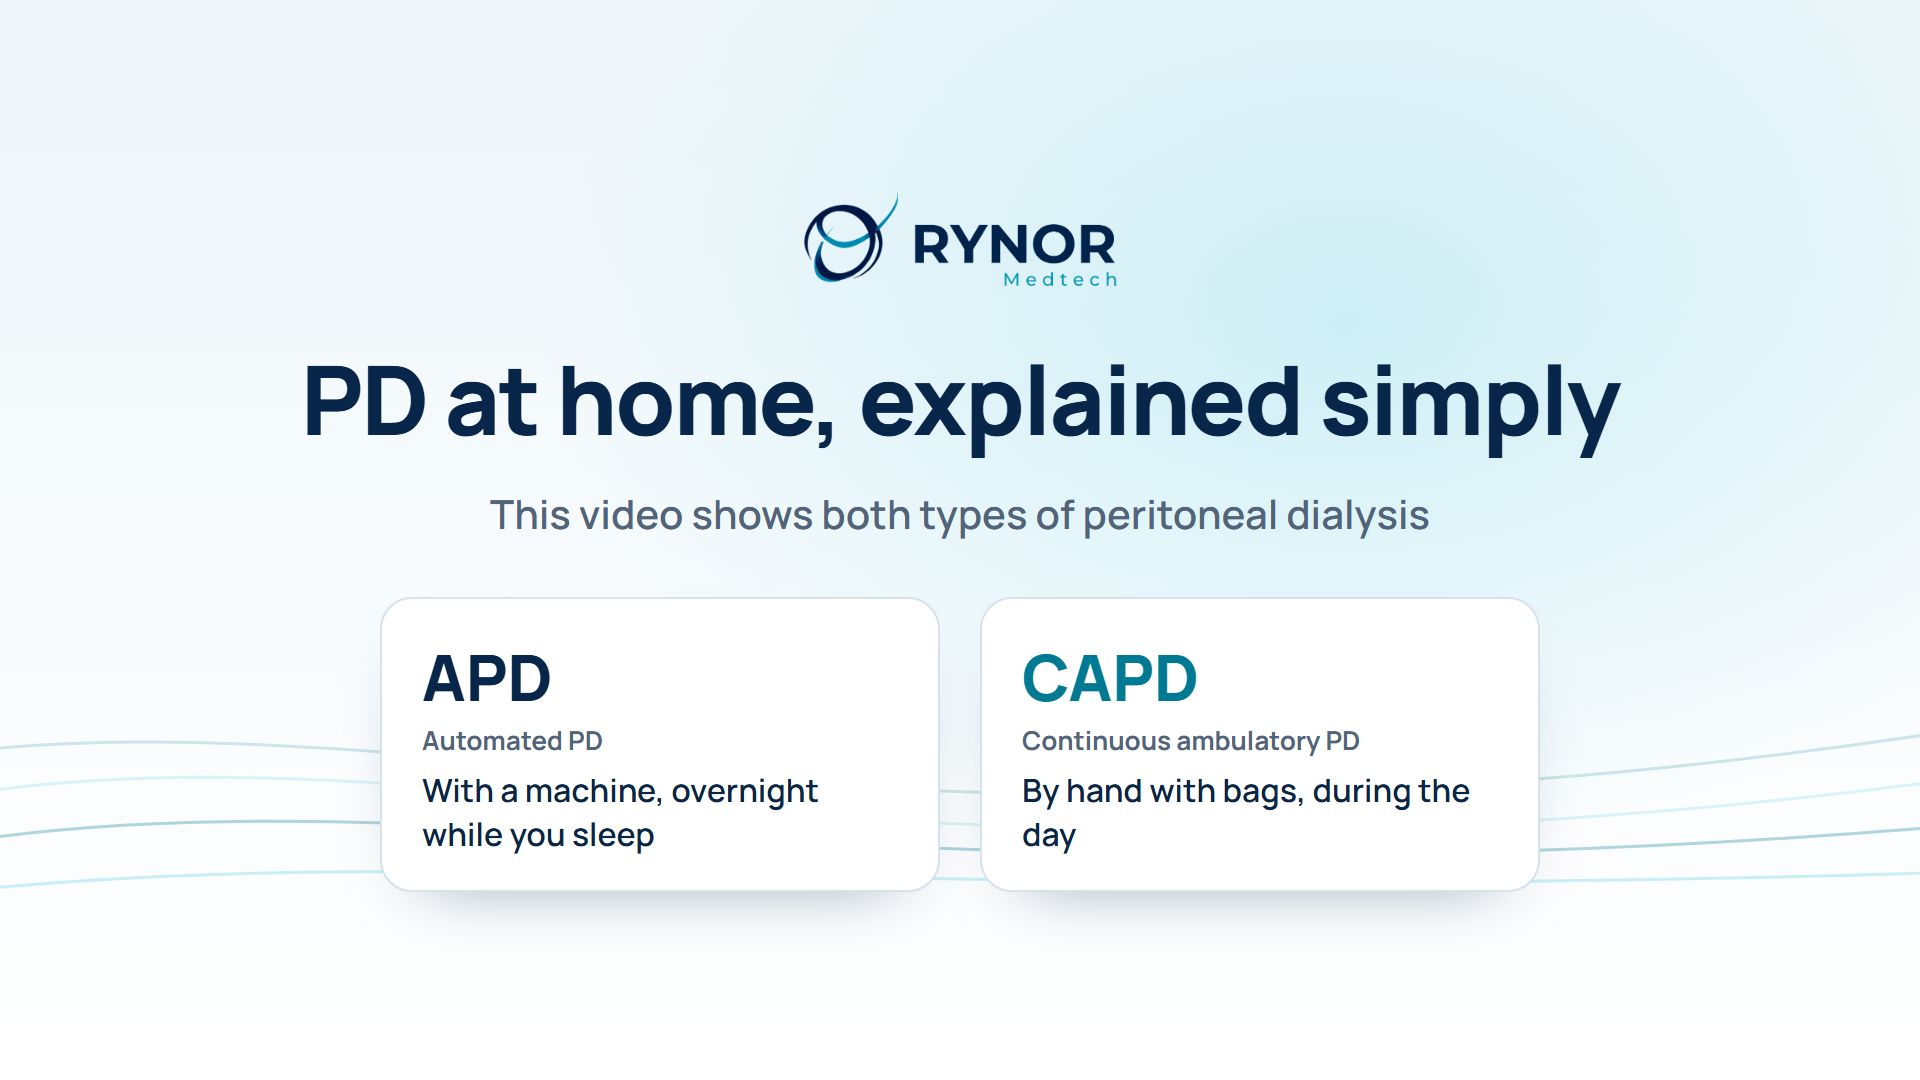 RYNOR
Medtech
PD at home, explained simply
This video shows both types of peritoneal dialysis
APD
Automated PD
With a machine, overnight
while you sleep
CAPD
Continuous ambulatory PD
By hand with bags, during the
day